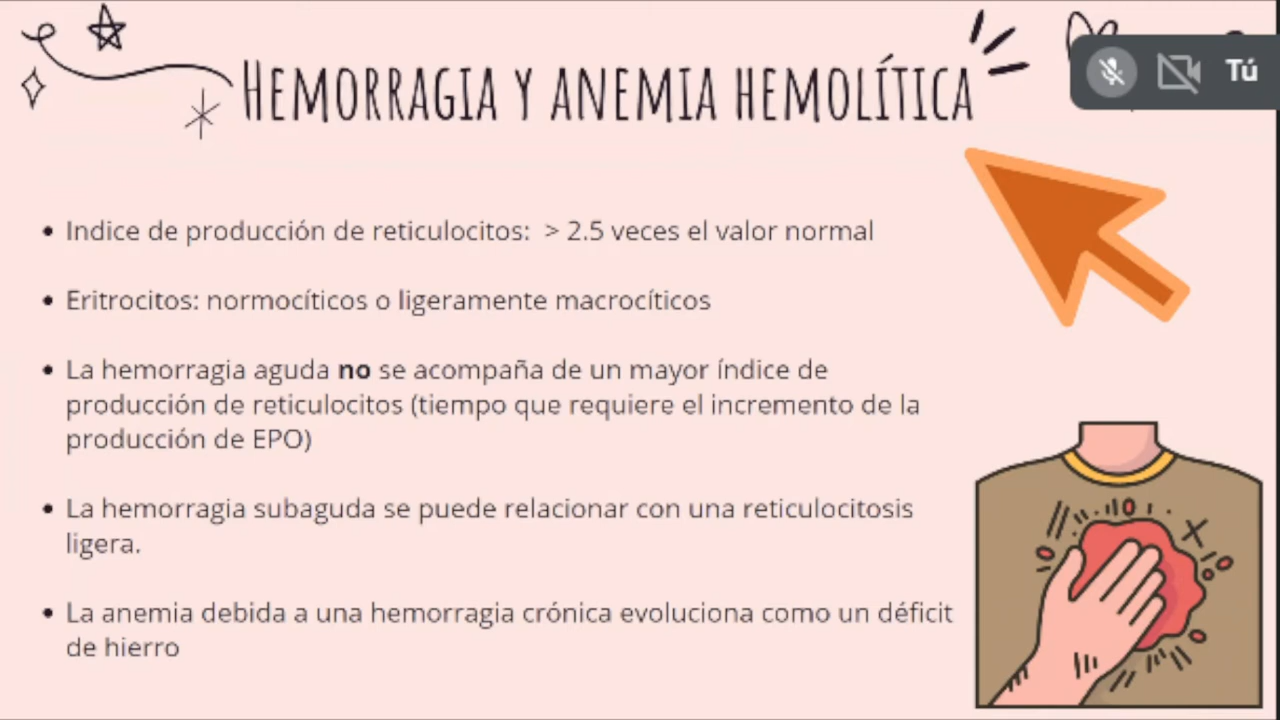 HEMORRAGIA Y ANEMIA HEMOLÍTICA
Tú
• Indice de producción de reticulocitos: > 2.5 veces el valor normal
• Eritrocitos: normocíticos o ligeramente macrocíticos
• La hemorragia aguda no se acompaña de un mayor índice de
producción de reticulocitos (tiempo que requiere el incremento de la
producción de EPO)
• La hemorragia subaguda se puede relacionar con una reticulocitosis
ligera.
• La anemia debida a una hemorragia crónica evoluciona como un déficit
de hierro